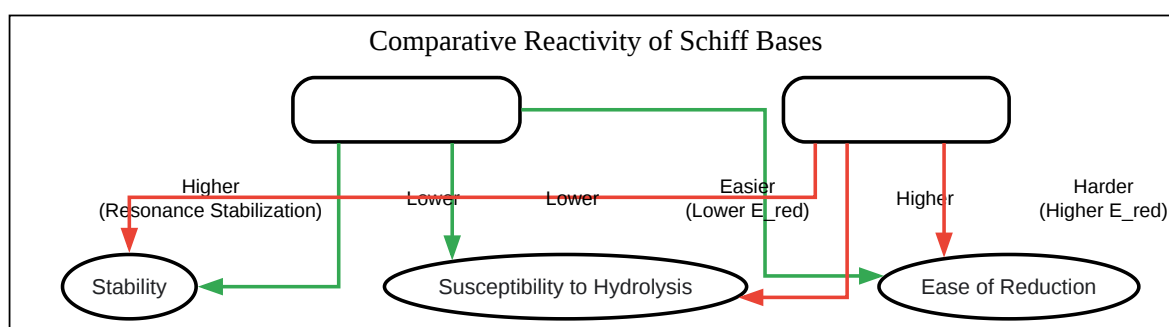 Comparative Reactivity of Schiff Bases
Higher
(Resonance Stabilization)
Lower
Lower
Easier
(Lower E_red)
Higher
Harder
(Higher E_red)
Stability
Susceptibility to Hydrolysis
Ease of Reduction